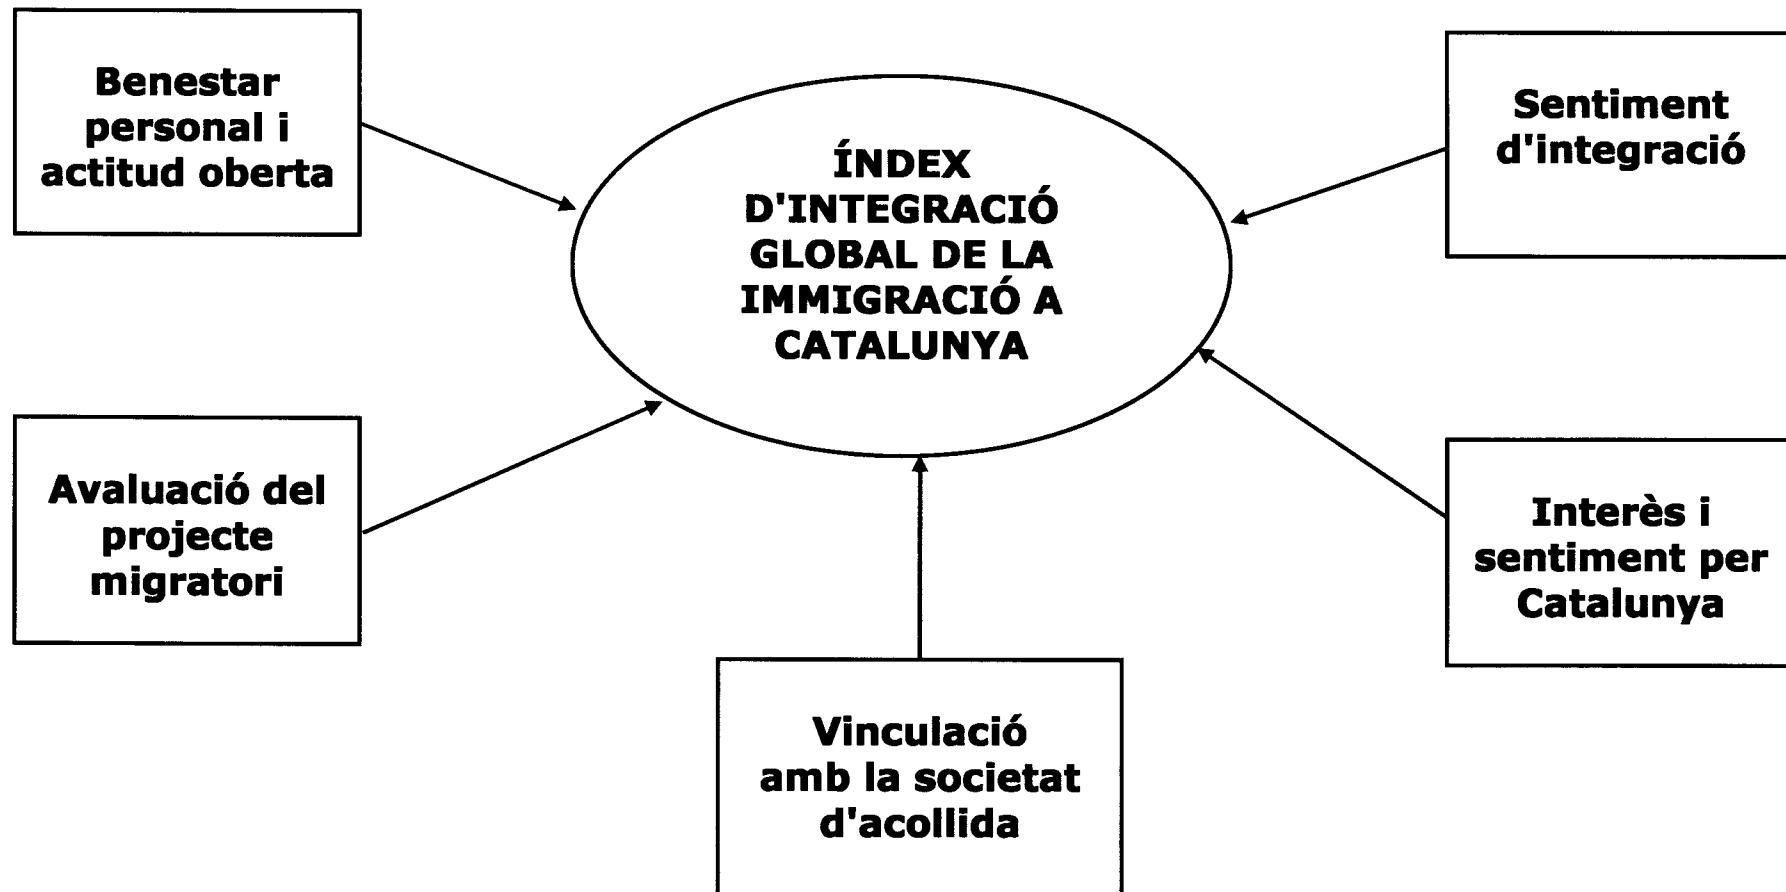 Benestar
personal i
actitud oberta
ÍNDEX
D'INTEGRACIÓ
GLOBAL DE LA
IMMIGRACIÓ A
CATALUNYA
Sentiment
d'integració
Avaluació del
projecte
migratori
Interès i
sentiment per
Catalunya
Vinculació
amb la societat
d'acollida